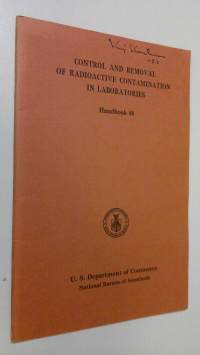 CONTROL AND REMOVAL
OF RADIOACTIVE CONTAMINATION
IN LABORATORIES
Handbook 48
U. S. Department of Commerce
National Bureau of Standards